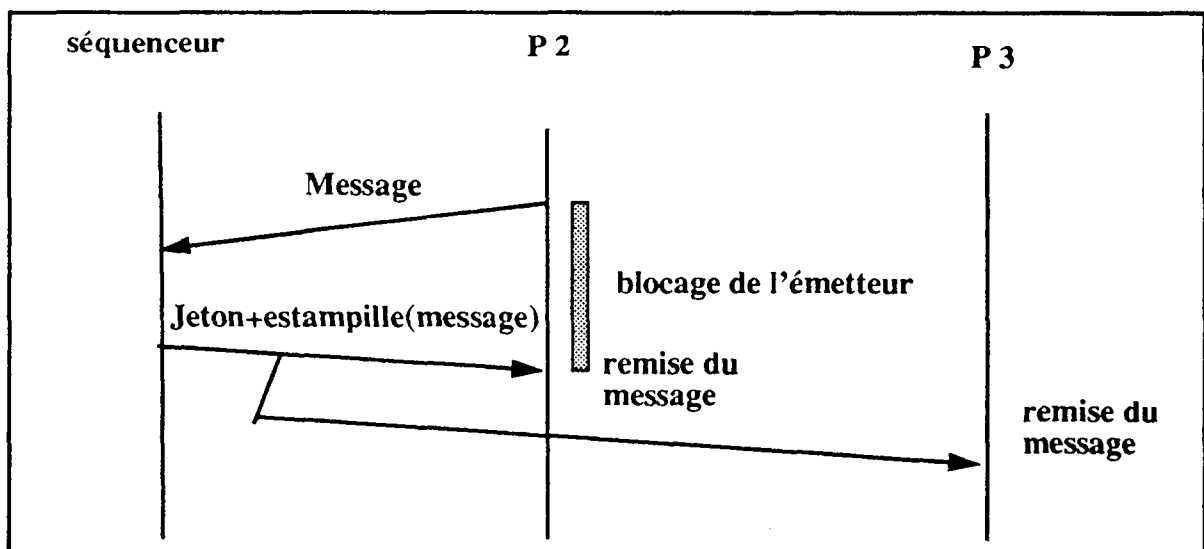 séquenceur
P 2
P 3
Message
blocage de l'émetteur
Jeton+estampille(message)
remise du
message
remise du
message